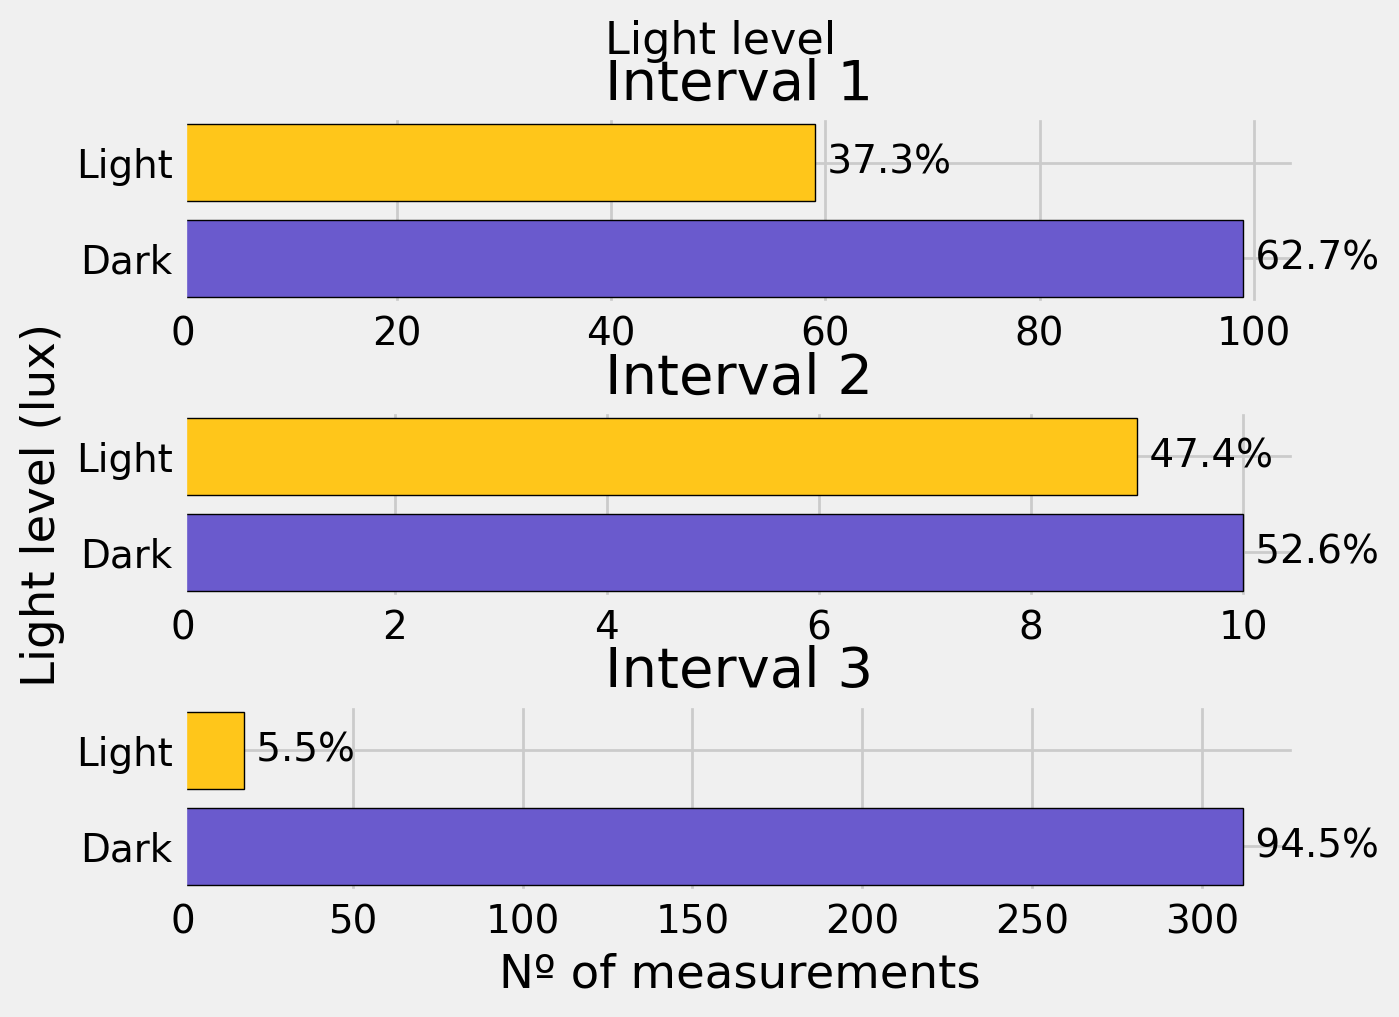 Light level
Interval 1
Light
37.3%
Dark
62.7%
0 20 40 60 80 100
Interval 2
Light
47.4%
Dark
52.6%
0 2 4 6 8 10
Interval 3
Light
5.5%
Dark
94.5%
0 50 100 150 200 250 300
Nº of measurements
Light level (lux)